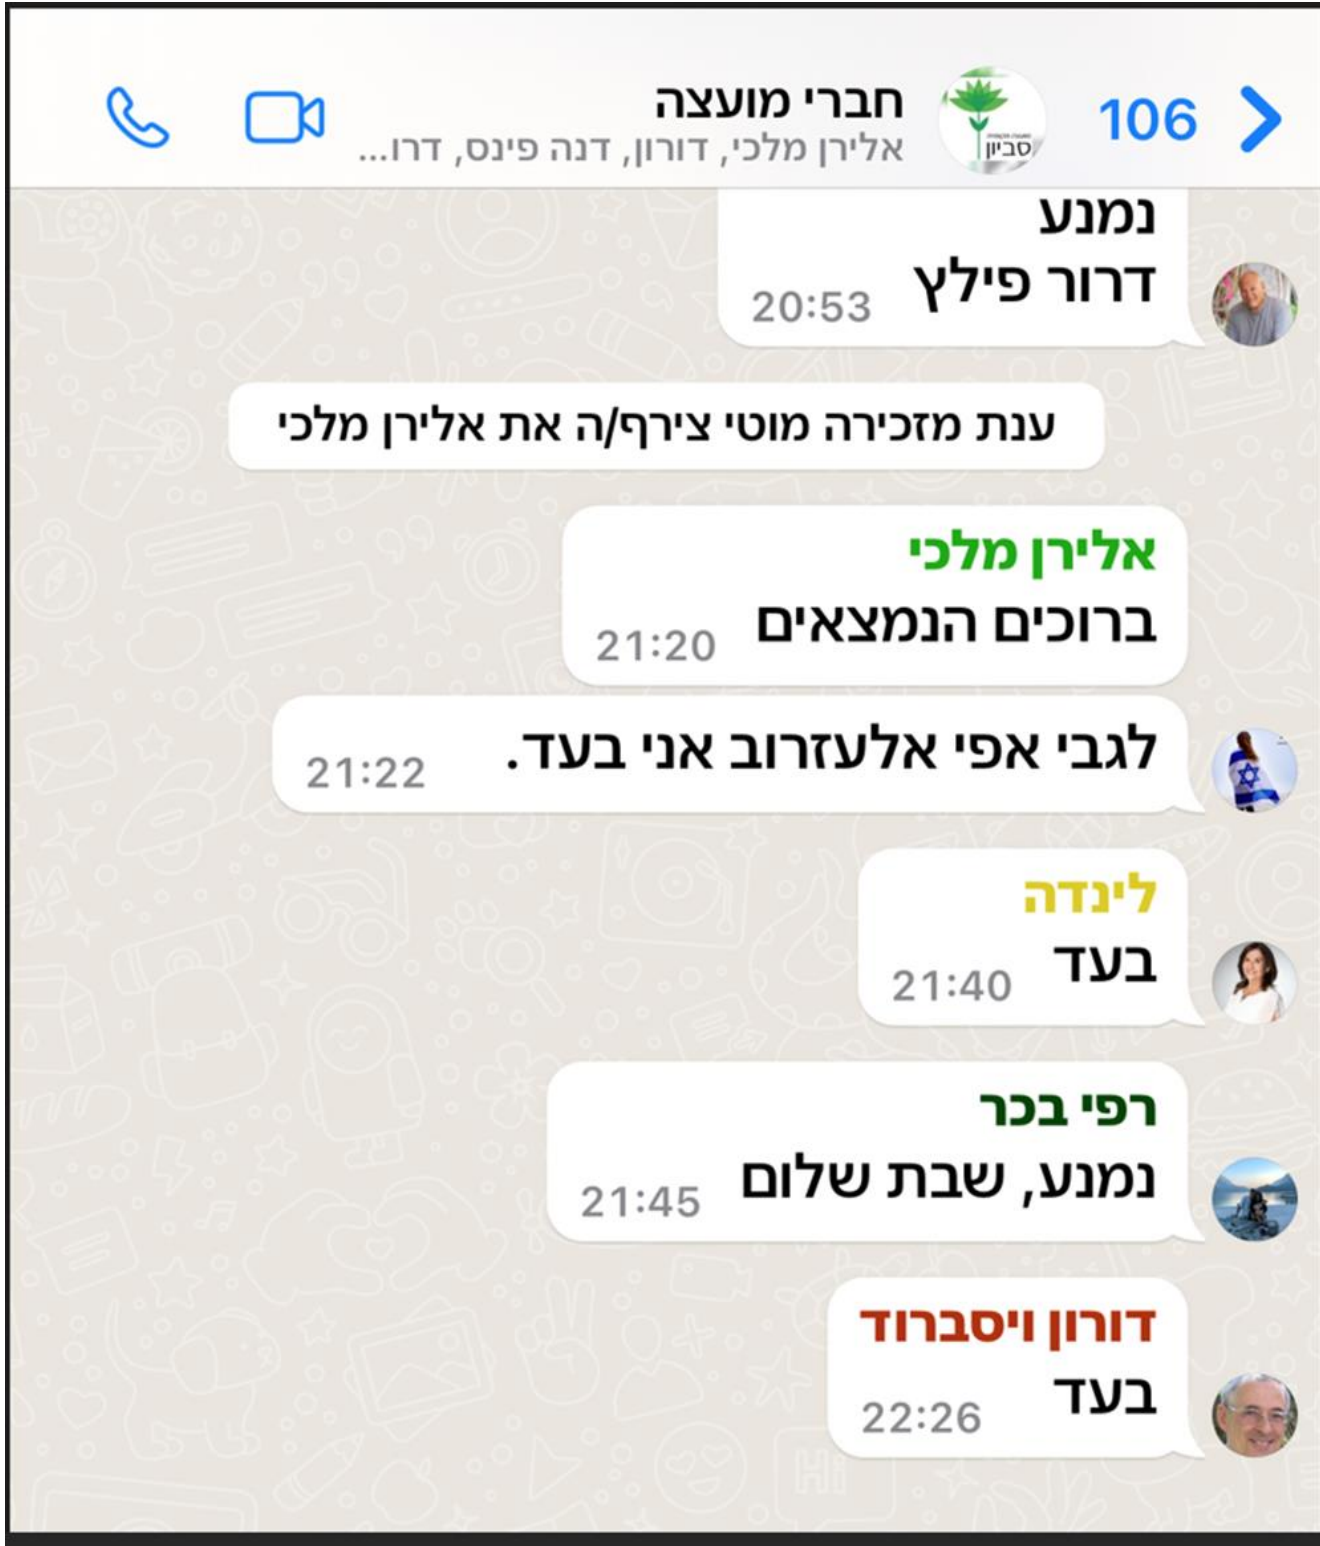 106
חברי מועצה
אלירן מלכי, דורון, דנה פינס, דרו...
סביון
נמנע
דרור פילץ
20:53
ענת מזכירה מוטי צירף/ה את אלירן מלכי
אלירן מלכי
ברוכים הנמצאים
21:20
לגבי אפי אלעזרוב אני בעד.
21:22
לינדה
בעד
21:40
רפי בכר
נמנע, שבת שלום
21:45
דורון ויסברוד
בעד
22:26